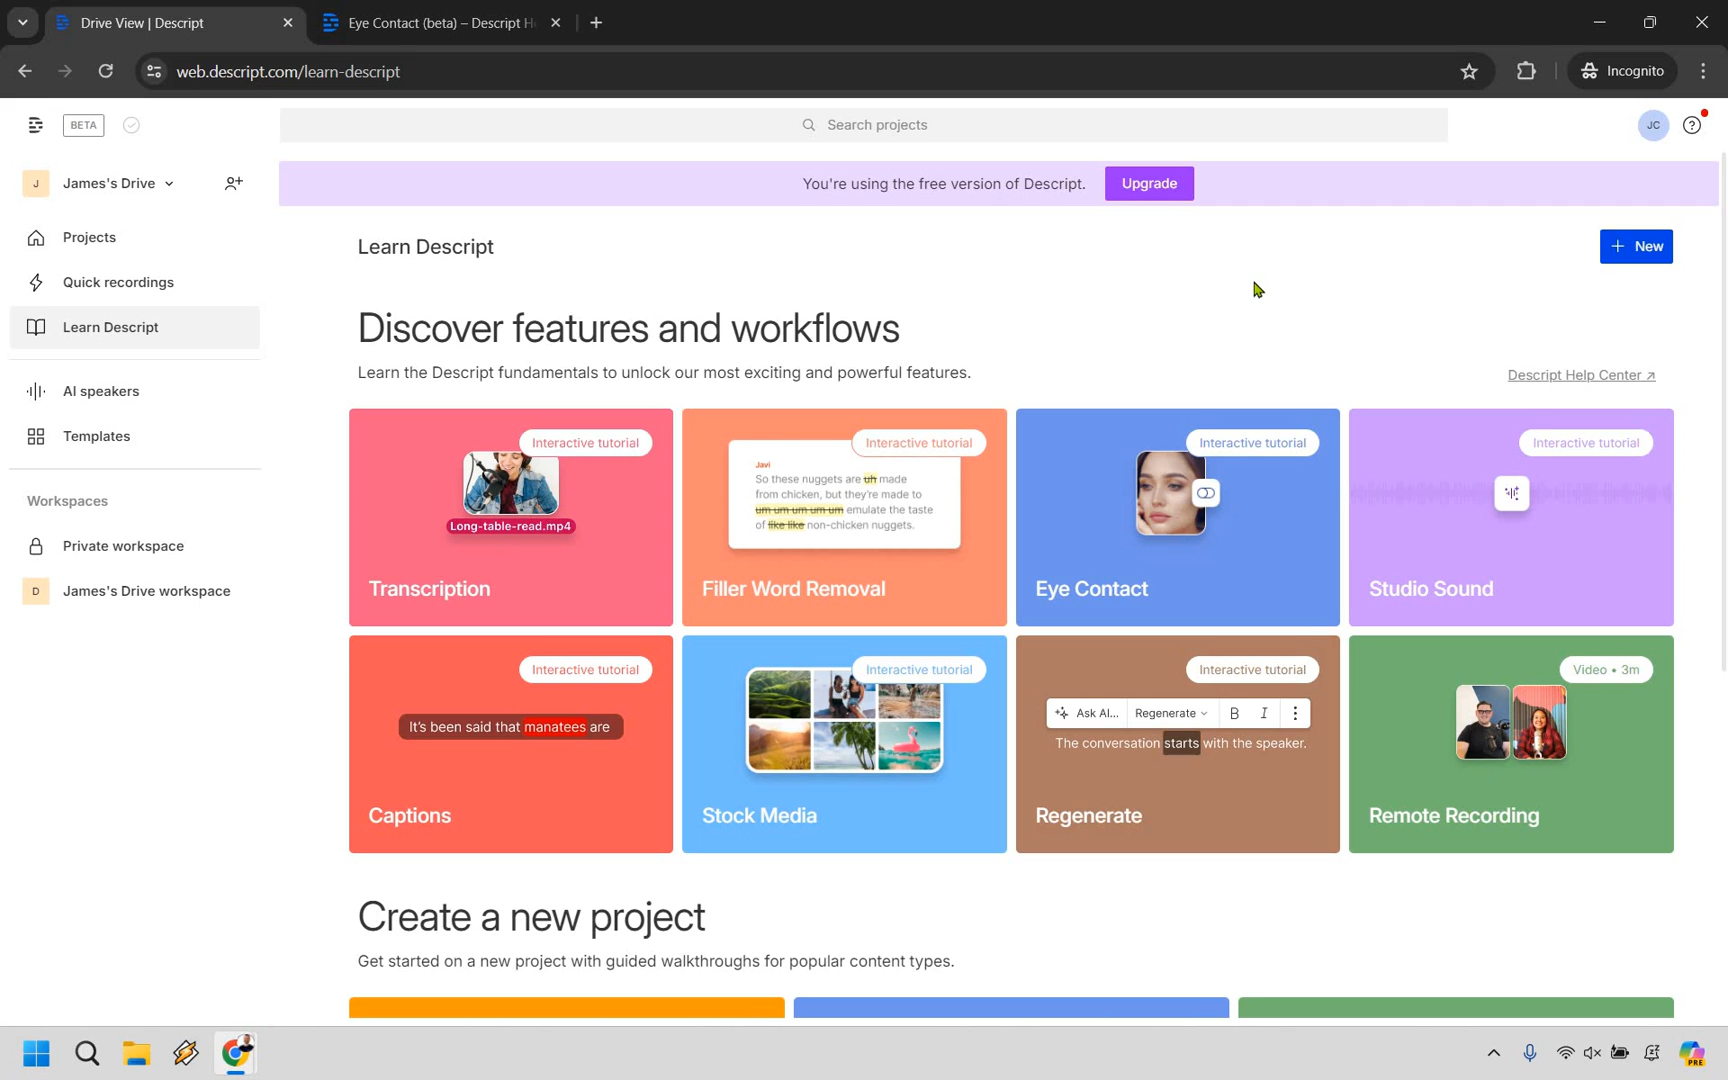 Drive View | Descript
Eye Contact (beta) – Descript H
web.descript.com/learn-descript
Incognito
BETA
Search projects
JC
J
James's Drive
You're using the free version of Descript.
Upgrade
Projects
Quick recordings
Learn Descript
AI speakers
Templates
Workspaces
Private workspace
D
James's Drive workspace
Learn Descript
New
Discover features and workflows
Learn the Descript fundamentals to unlock our most exciting and powerful features.
Descript Help Center ↗
Interactive tutorial
Long-table-read.mp4
Transcription
Interactive tutorial
Javi
So these nuggets are uh made
from chicken, but they're made to
um um um um um emulate the taste
of like like non-chicken nuggets.
Filler Word Removal
Interactive tutorial
Eye Contact
Interactive tutorial
Studio Sound
Interactive tutorial
It's been said that manatees are
Captions
Interactive tutorial
Stock Media
Interactive tutorial
Ask AI... Regenerate B I
The conversation starts with the speaker.
Regenerate
Video • 3m
Remote Recording
Create a new project
Get started on a new project with guided walkthroughs for popular content types.
PRE